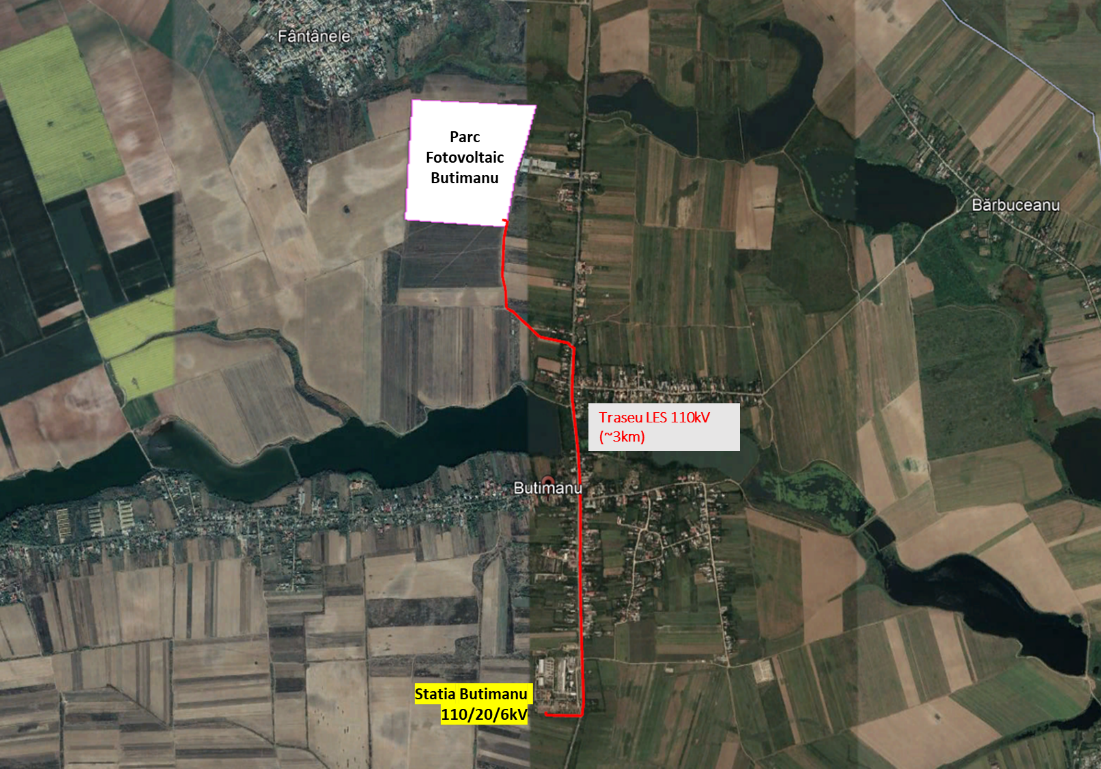 Fântânele
Parc
Fotovoltaic
Butimanu
Bărbuceanu
Traseu LES 110kV
(~3km)
Butimanu
Statia Butimanu
110/20/6kV